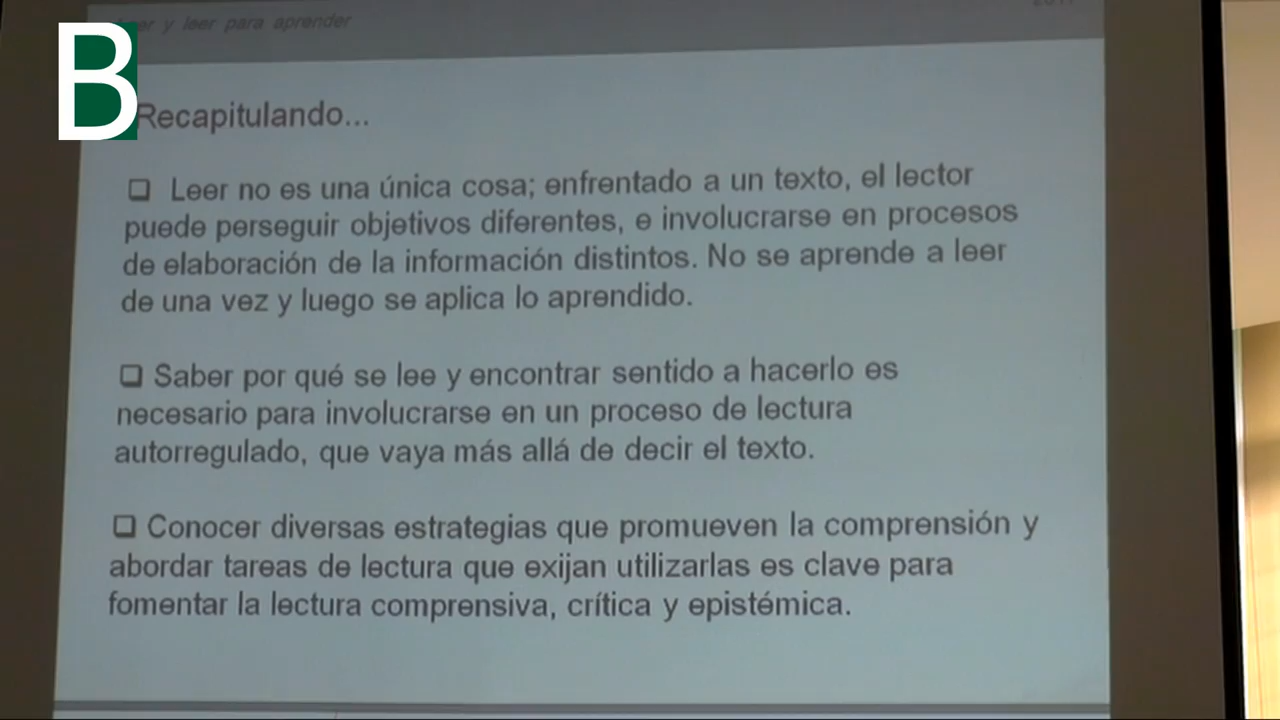 y leer para aprender
B
Recapitulando...
❑ Leer no es una única cosa; enfrentado a un texto, el lector
puede perseguir objetivos diferentes, e involucrarse en procesos
de elaboración de la información distintos. No se aprende a leer
de una vez y luego se aplica lo aprendido.
❑ Saber por qué se lee y encontrar sentido a hacerlo es
necesario para involucrarse en un proceso de lectura
autorregulado, que vaya más allá de decir el texto.
❑ Conocer diversas estrategias que promueven la comprensión y
abordar tareas de lectura que exijan utilizarlas es clave para
fomentar la lectura comprensiva, crítica y epistémica.